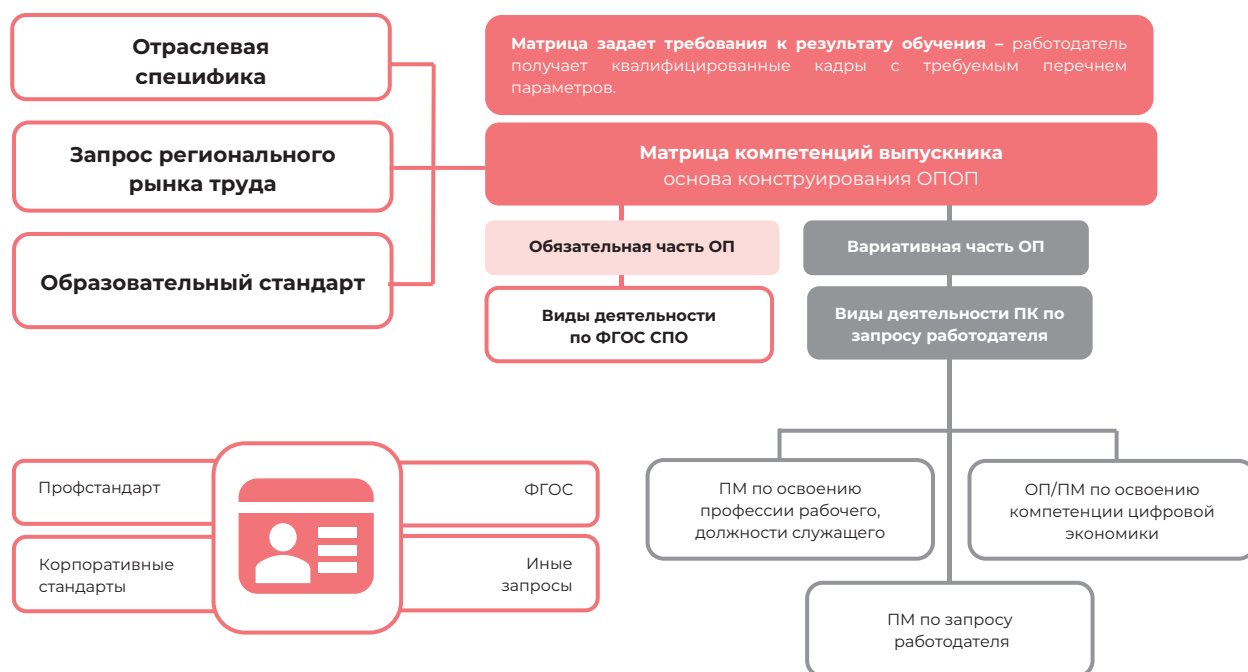 Отраслевая
специфика
Запрос регионального
рынка труда
Образовательный стандарт
Матрица задает требования к результату обучения – работодатель
получает квалифицированные кадры с требуемым перечнем
параметров.
Матрица компетенций выпускника
основа конструирования ОПОП
Обязательная часть ОП
Вариативная часть ОП
Виды деятельности
по ФГОС СПО
Виды деятельности ПК по
запросу работодателя
Профстандарт
ФГОС
Корпоративные
стандарты
Иные
запросы
ПМ по освоению
профессии рабочего,
должности служащего
ОП/ПМ по освоению
компетенции цифровой
экономики
ПМ по запросу
работодателя